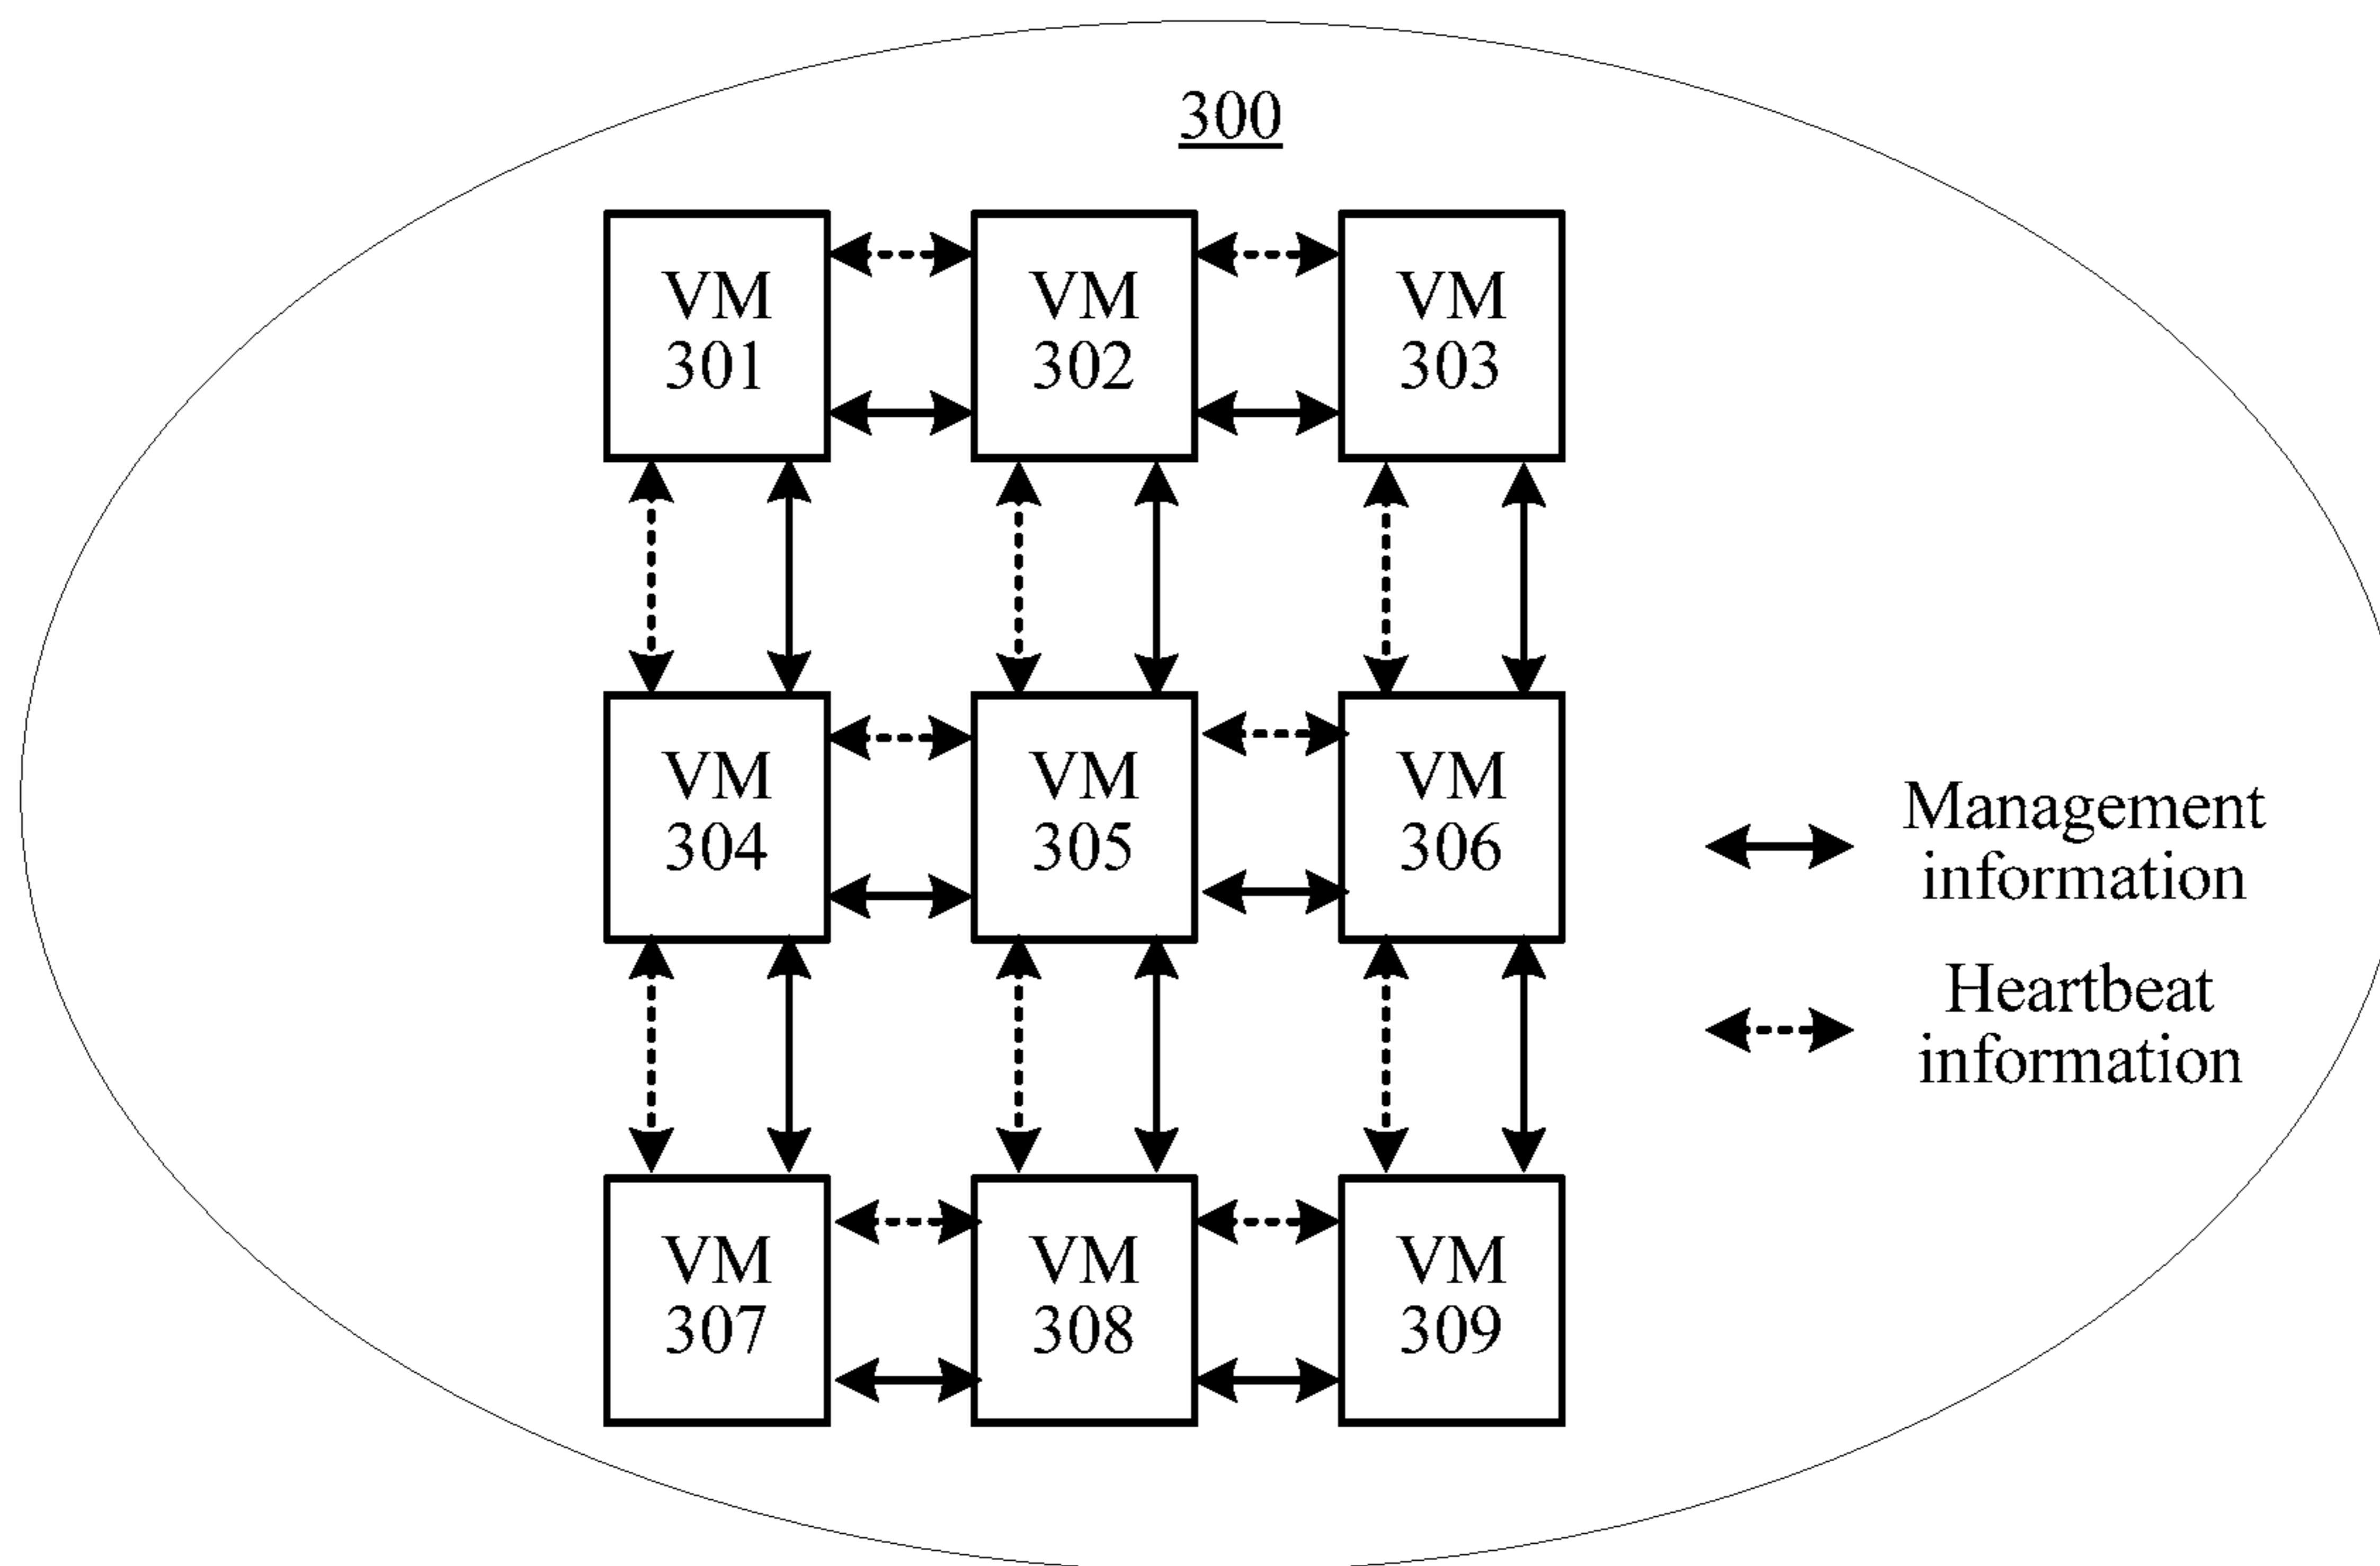 300
VM
301
VM
302
VM
303
VM
304
VM
305
VM
306
VM
307
VM
308
VM
309
Management
information
Heartbeat
information